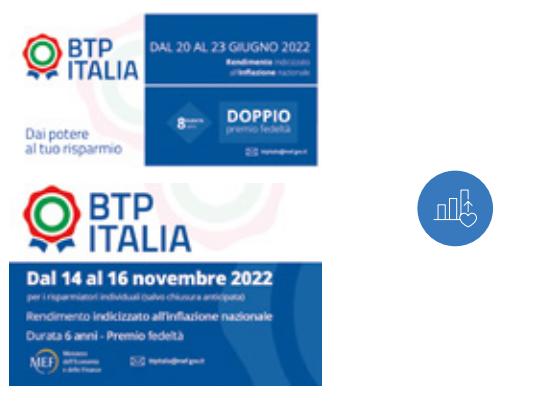 BTP
ITALIA
Dai potere
al tuo risparmio
DAL 20 AL 23 GIUGNO 2022
Rendimento indicizzato
all'inflazione nazionale
8
DOPPIO
premio fedeltà
btpitalia@mef.gov.it
BTP
ITALIA
Dal 14 al 16 novembre 2022
per i risparmiatori individuali (salvo chiusura anticipata)
Rendimento indicizzato all'inflazione nazionale
Durata 6 anni - Premio fedeltà
MEF
Ministero
dell'Economia
e delle Finanze
btpitalia@mef.gov.it